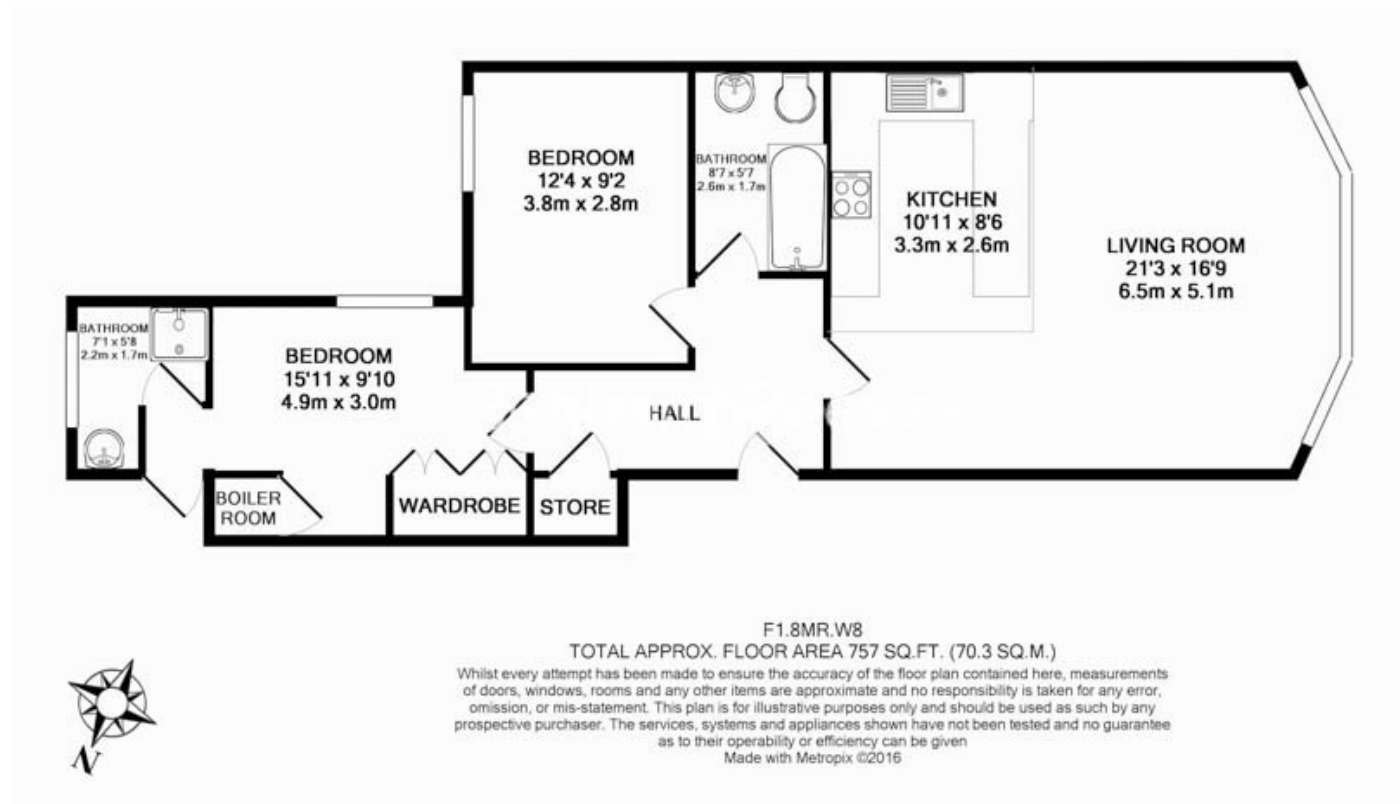 BEDROOM
12'4 x 9'2
3.8m x 2.8m
BATHROOM
8'7 x 5'7
2.6m x 1.7m
KITCHEN
10'11 x 8'6
3.3m x 2.6m
LIVING ROOM
21'3 x 16'9
6.5m x 5.1m
BATHROOM
7'1 x 5'8
2.2m x 1.7m
BEDROOM
15'11 x 9'10
4.9m x 3.0m
HALL
BOILER
ROOM
WARDROBE
STORE
F1.8MR.W8
TOTAL APPROX. FLOOR AREA 757 SQ.FT. (70.3 SQ.M.)
Whilst every attempt has been made to ensure the accuracy of the floor plan contained here, measurements
of doors, windows, rooms and any other items are approximate and no responsibility is taken for any error,
omission, or mis-statement. This plan is for illustrative purposes only and should be used as such by any
prospective purchaser. The services, systems and appliances shown have not been tested and no guarantee
as to their operability or efficiency can be given
Made with Metropix ©2016
N